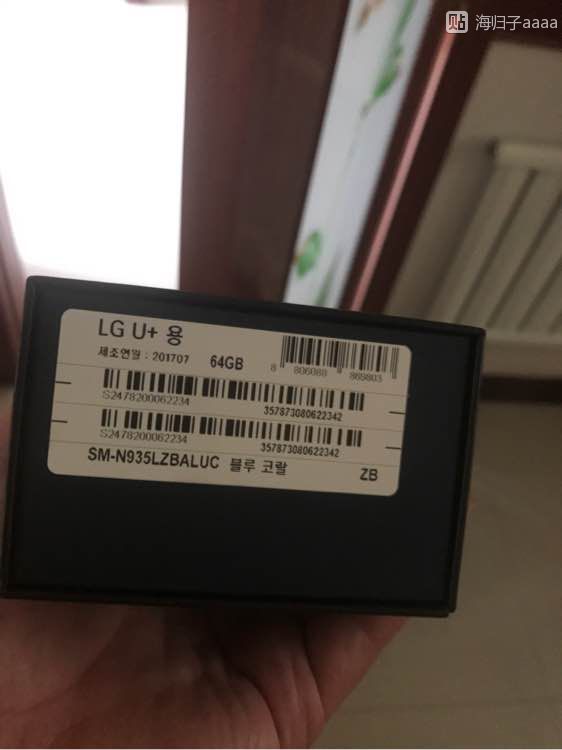 贴 海归子aaaa
LG U+ 용
제조연월 : 201707 64GB
8 806088 869803
S2478200062234 357873080622342
S2478200062234 357873080622342
SM-N935LZBALUC 블루 코랄 ZB